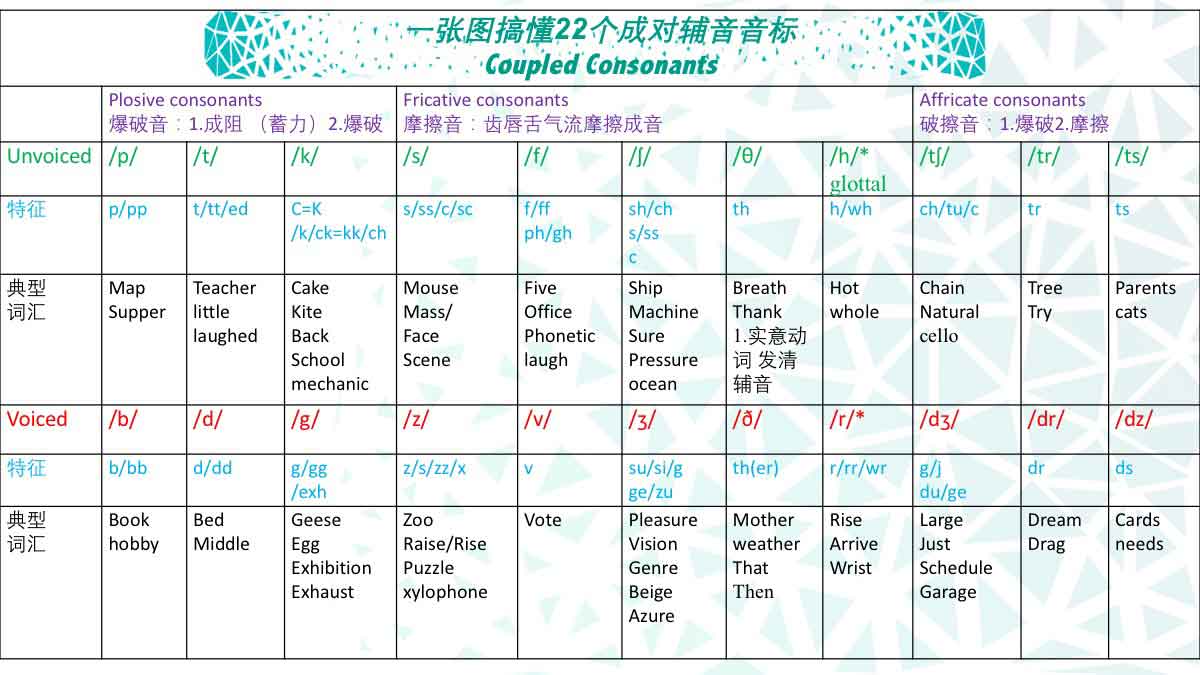 一张图搞懂22个成对辅音音标
Coupled Consonants
Plosive consonants
爆破音：1.成阻 （蓄力）2.爆破
Fricative consonants
摩擦音：齿唇舌气流摩擦成音
Affricate consonants
破擦音：1.爆破2.摩擦
Unvoiced /p/ /t/ /k/ /s/ /f/ /ʃ/ /θ/ /h/* /tʃ/ /tr/ /ts/
glottal
特征 p/pp t/tt/ed C=K s/ss/c/sc f/ff sh/ch th h/wh ch/tu/c tr ts
/k/ck=kk/ch ph/gh s/ss
c
典型 Map Teacher Cake Mouse Five Ship Breath Hot Chain Tree Parents
词汇 Supper little Kite Mass/ Office Machine Thank whole Natural Try cats
laughed Back Face Phonetic Sure 1.实意动 cello
School Scene laugh Pressure 词 发清
mechanic ocean 辅音
Voiced /b/ /d/ /g/ /z/ /v/ /ʒ/ /ð/ /r/* /dʒ/ /dr/ /dz/
特征 b/bb d/dd g/gg z/s/zz/x v su/si/g th(er) r/rr/wr g/j dr ds
/exh ge/zu du/ge
典型 Book Bed Geese Zoo Vote Pleasure Mother Rise Large Dream Cards
词汇 hobby Middle Egg Raise/Rise Vision weather Arrive Just Drag needs
Exhibition Puzzle Genre That Wrist Schedule
Exhaust xylophone Beige Then Garage
Azure